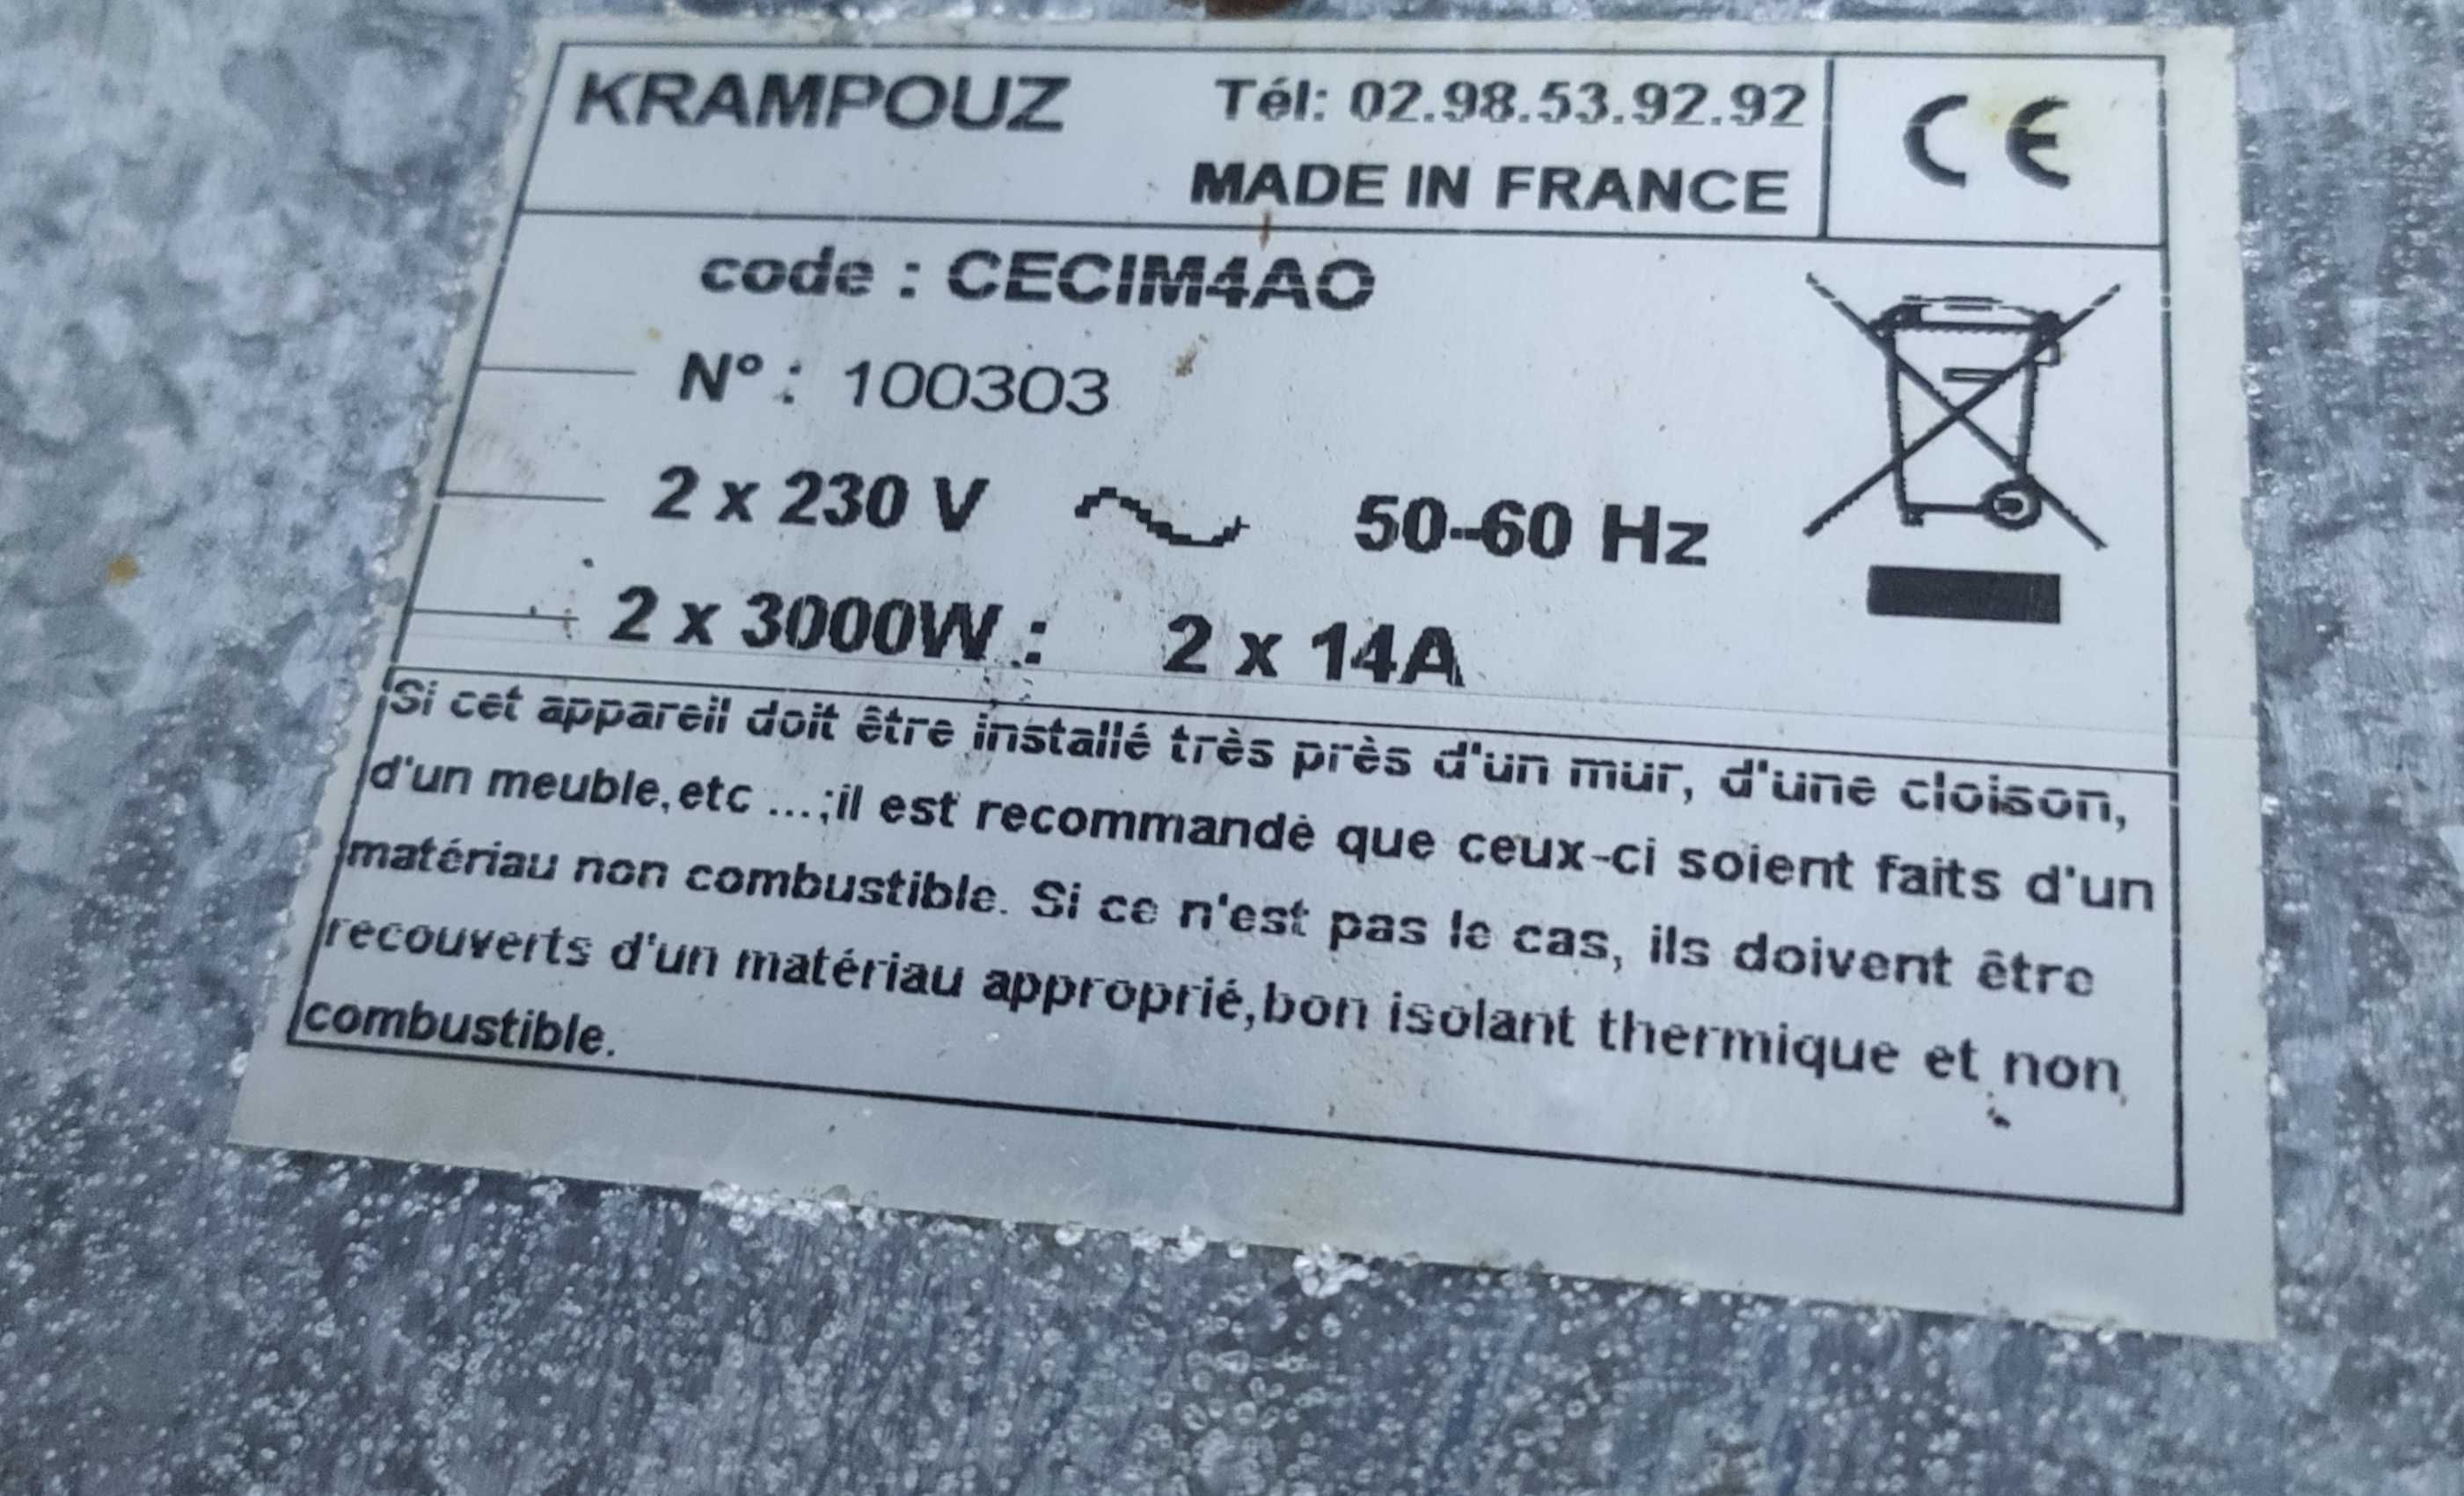 KRAMPOUZ Tél: 02.98.53.92.92
MADE IN FRANCE
CE
code : CECIM4AO
N° : 100303
2 x 230 V 50-60 Hz
2 x 3000W : 2 x 14A
Si cet appareil doit être installé très près d'un mur, d'une cloison,
d'un meuble,etc ...;il est recommandé que ceux-ci soient faits d'un
matériau non combustible. Si ce n'est pas le cas, ils doivent être
recouverts d'un matériau approprié,bon isolant thermique et non
combustible.